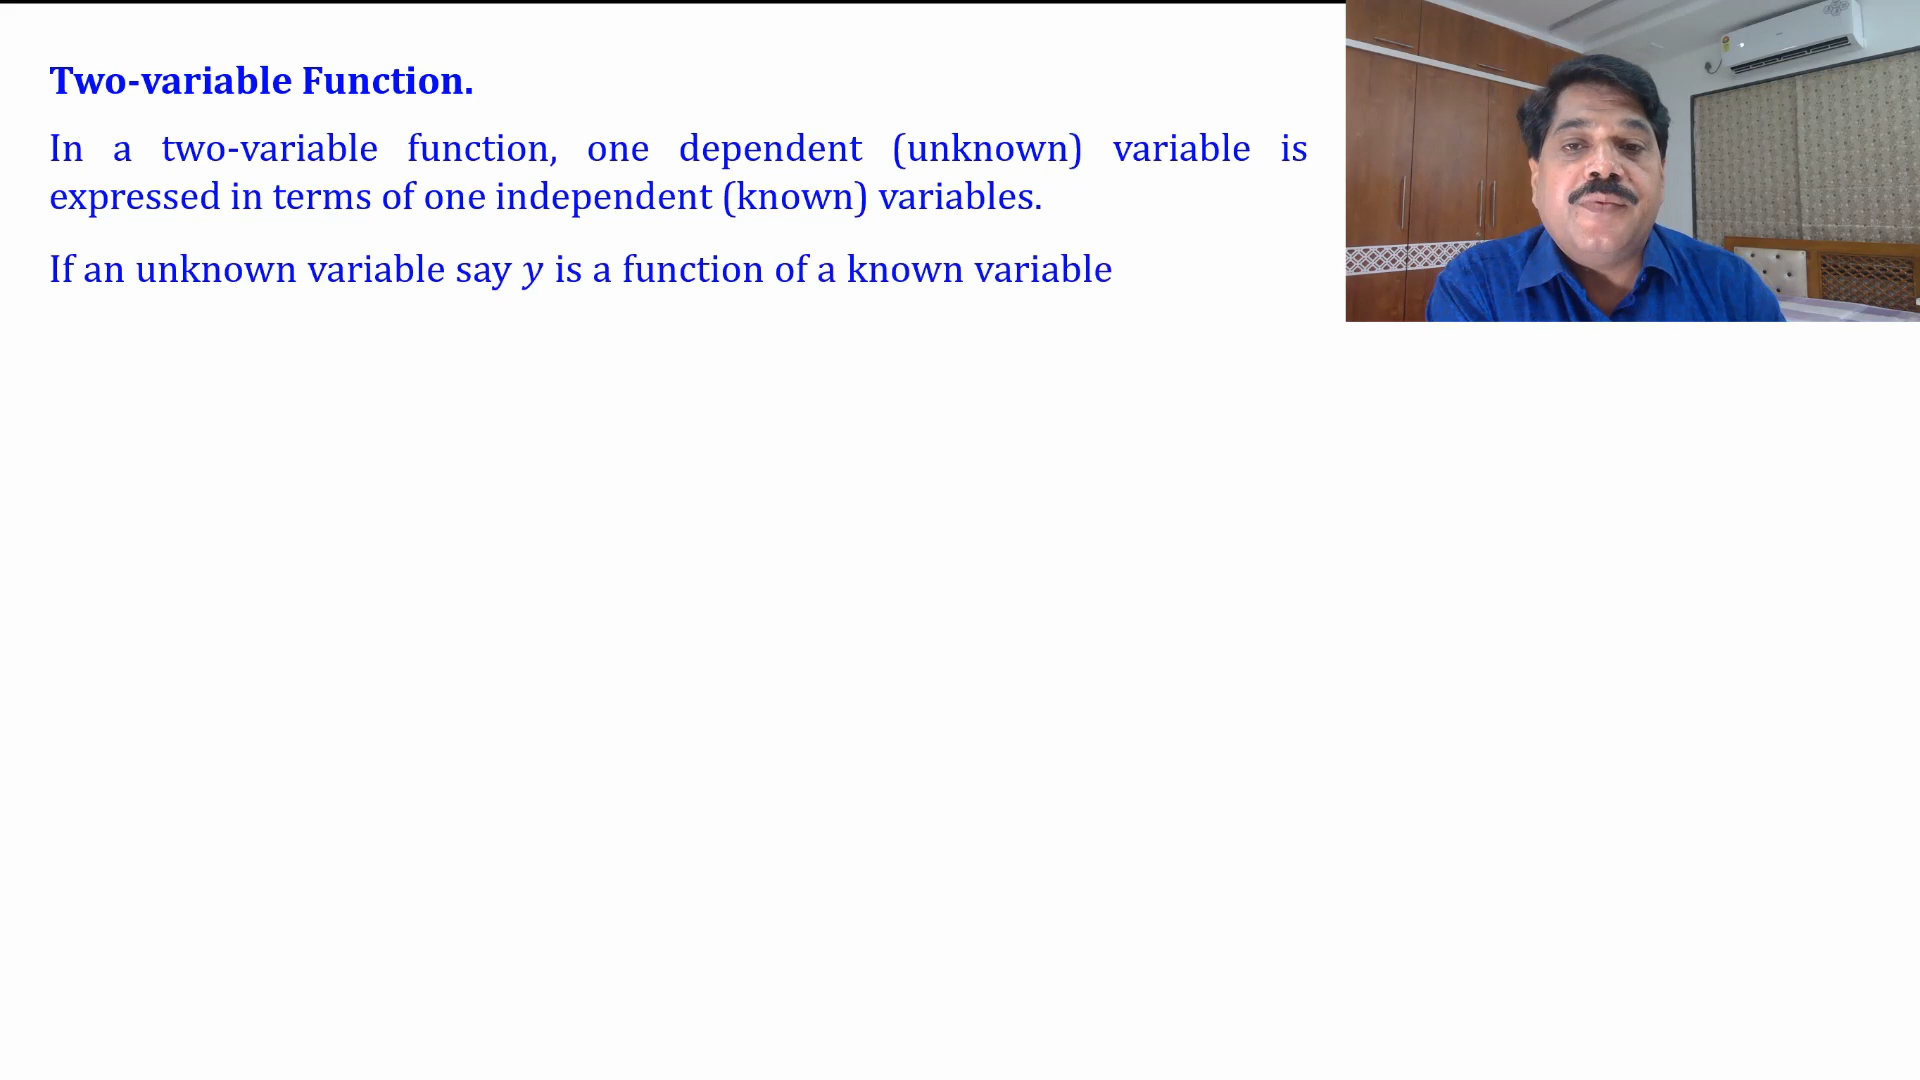 Two-variable Function.
In a two-variable function, one dependent (unknown) variable is
expressed in terms of one independent (known) variables.
If an unknown variable say y is a function of a known variable